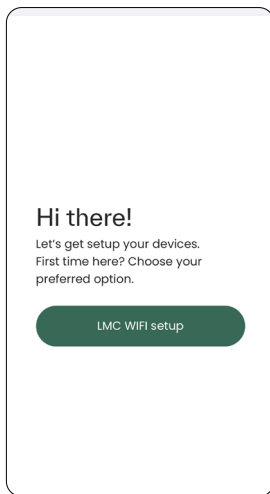 Hi there!
Let's get setup your devices.
First time here? Choose your
preferred option.
LMC WIFI setup